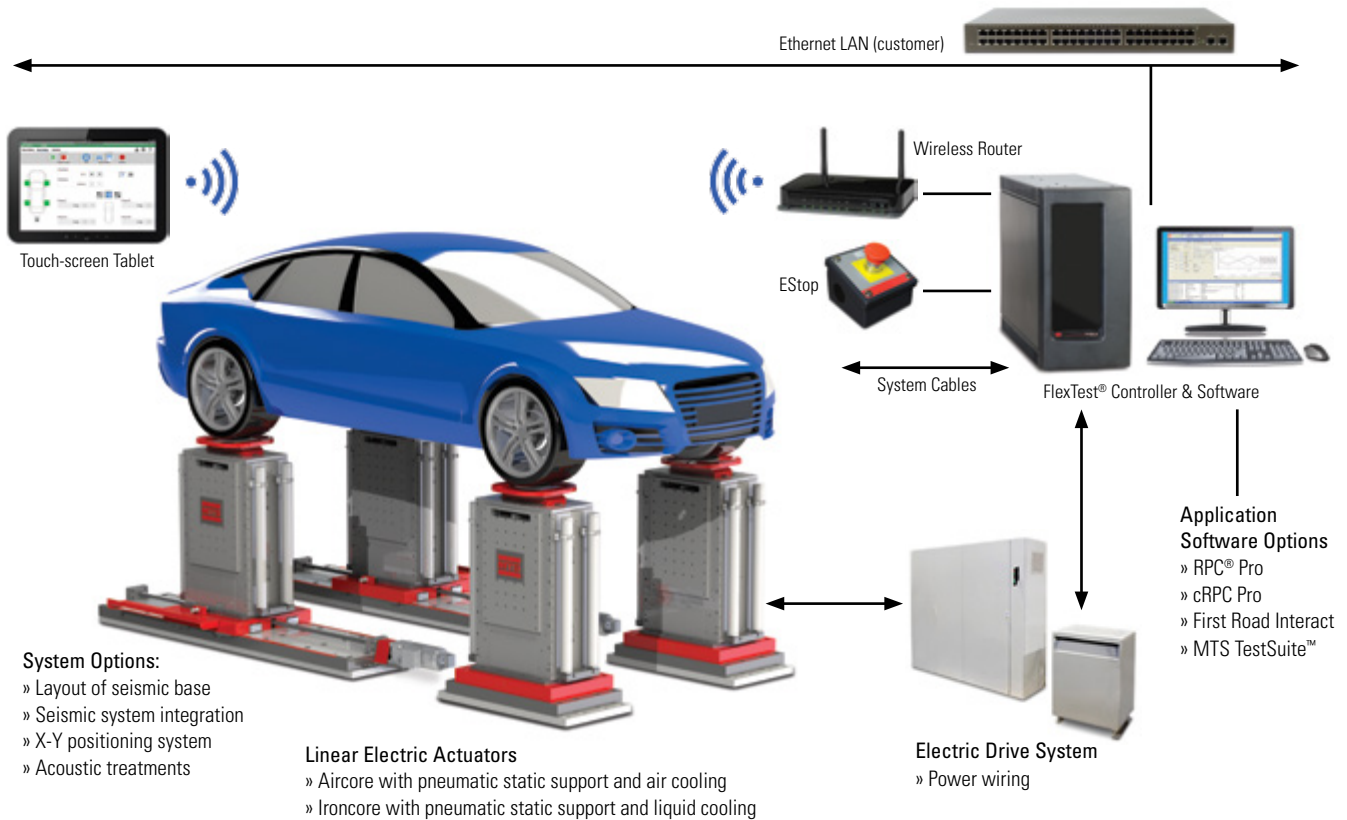 Ethernet LAN (customer)
Wireless Router
Touch-screen Tablet
EStop
System Cables
FlexTest® Controller & Software
Application
Software Options
» RPC® Pro
» cRPC Pro
» First Road Interact
» MTS TestSuite™
System Options:
» Layout of seismic base
» Seismic system integration
» X-Y positioning system
» Acoustic treatments
Linear Electric Actuators
» Aircore with pneumatic static support and air cooling
» Ironcore with pneumatic static support and liquid cooling
Electric Drive System
» Power wiring